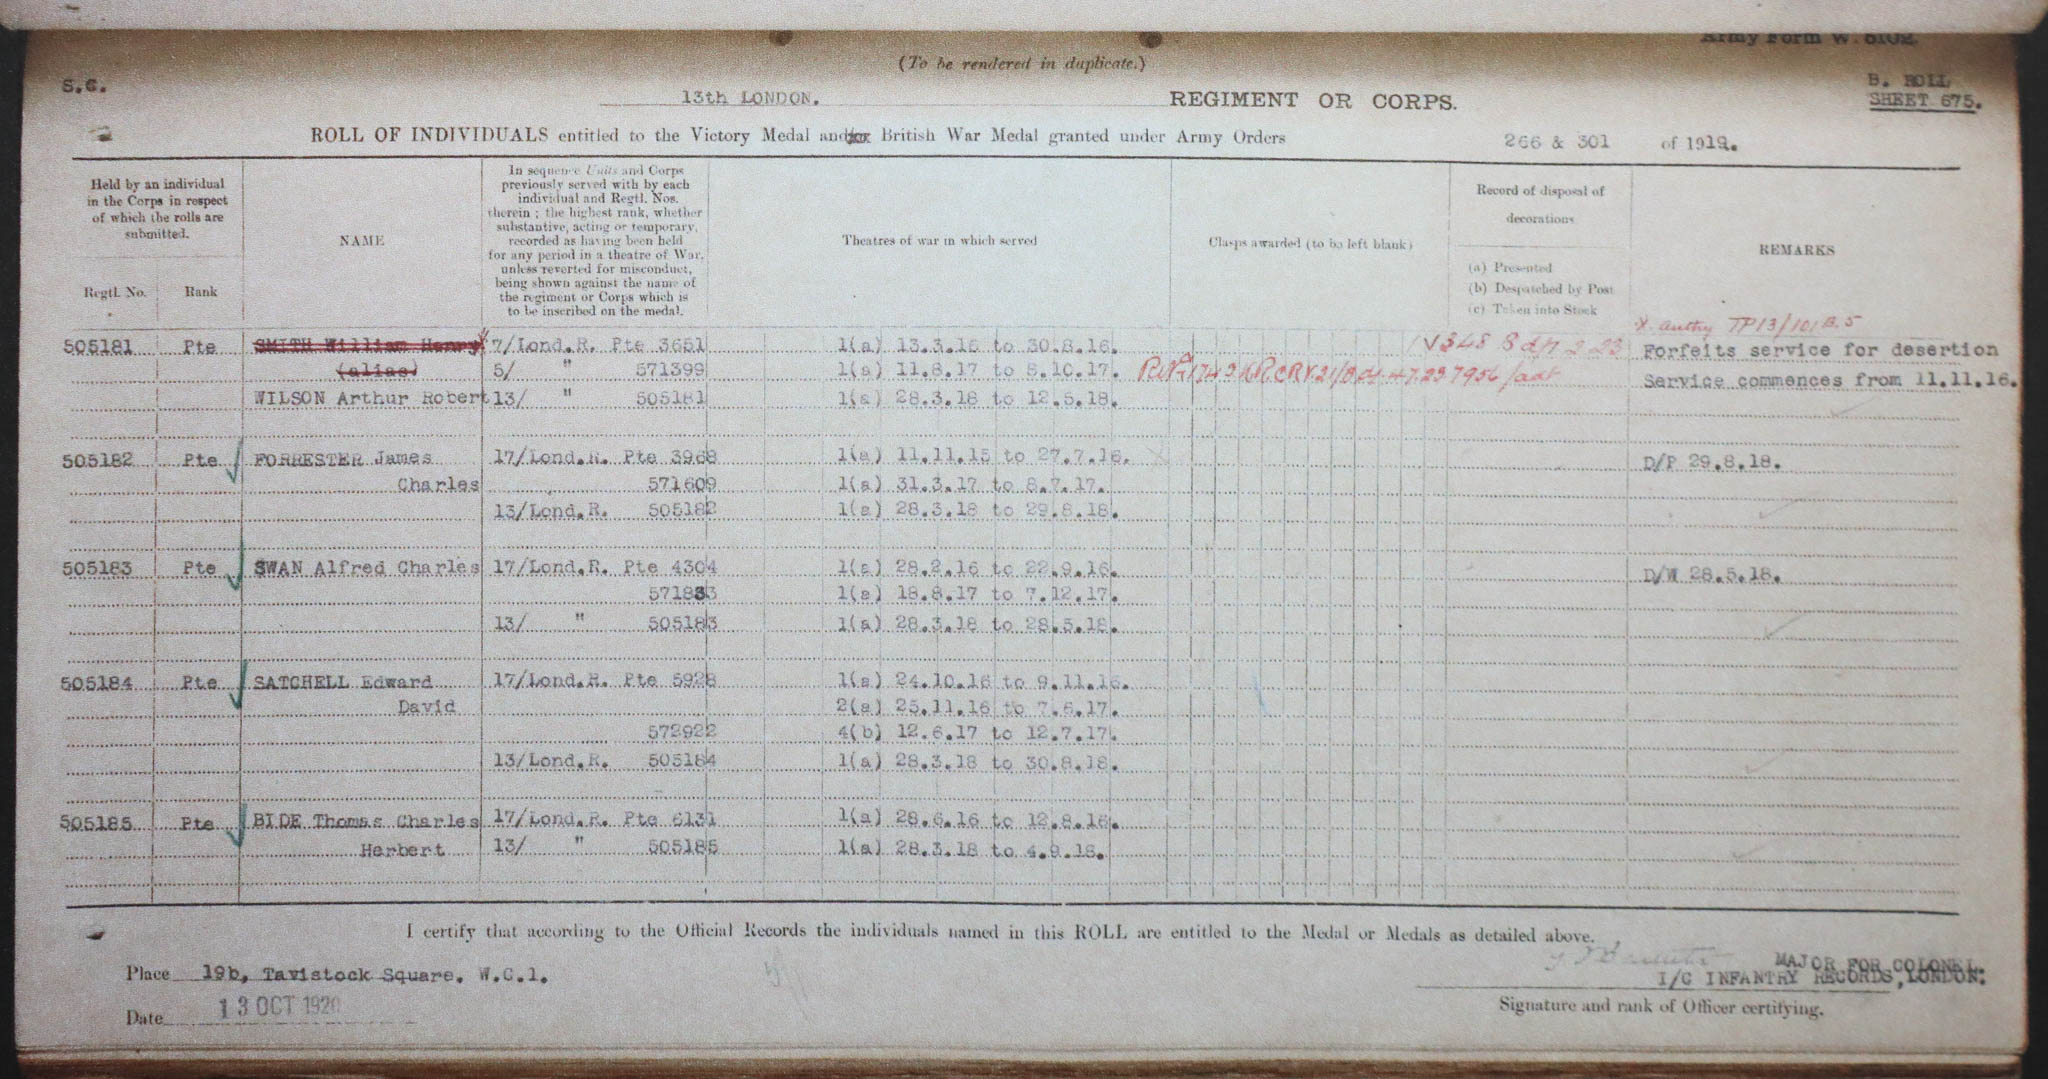 Army Form W. 5102.
(To be rendered in duplicate.)
S.C.
B. ROLL
SHEET 675.
13th LONDON. REGIMENT OR CORPS.
ROLL OF INDIVIDUALS entitled to the Victory Medal and/or British War Medal granted under Army Orders 266 & 301 of 1919.
Held by an individual
in the Corps in respect
of which the rolls are
submitted.
Regtl. No. Rank
NAME
In sequence Units and Corps
previously served with by each
individual and Regtl. Nos.
therein; the highest rank, whether
substantive, acting or temporary,
recorded as having been held
for any period in a theatre of War,
unless reverted for misconduct,
being shown against the name of
the regiment or Corps which is
to be inscribed on the medal.
Theatres of war in which served
Clasps awarded (to be left blank)
Record of disposal of
decorations
(a) Presented
(b) Despatched by Post
(c) Taken into Stock
REMARKS
x authy TP13/101B.5
505181 Pte SMITH William Henry 7/Lond.R. Pte 3651 1(a) 13.3.16 to 30.8.16. Forfeits service for desertion
(alias) 5/ " 571399 1(a) 11.8.17 to 5.10.17. Service commences from 11.11.16.
WILSON Arthur Robert 13/ " 505181 1(a) 28.3.18 to 12.5.18.
505182 Pte FORRESTER James 17/Lond.R. Pte 3968 1(a) 11.11.15 to 27.7.16. D/P 29.8.18.
Charles 571609 1(a) 31.3.17 to 8.7.17.
13/Lond.R. 505182 1(a) 28.3.18 to 29.8.18.
505183 Pte SWAN Alfred Charles 17/Lond.R. Pte 4304 1(a) 28.2.16 to 22.9.16. D/W 28.5.18.
571833 1(a) 18.8.17 to 7.12.17.
13/ " 505183 1(a) 28.3.18 to 28.5.18.
505184 Pte SATCHELL Edward 17/Lond.R. Pte 5928 1(a) 24.10.16 to 9.11.16.
David 2(a) 25.11.16 to 7.6.17.
572922 4(b) 12.6.17 to 12.7.17.
13/Lond.R. 505184 1(a) 28.3.18 to 30.8.18.
505185 Pte BIDE Thomas Charles 17/Lond.R. Pte 6131 1(a) 28.6.16 to 12.8.16.
Herbert 13/ " 505185 1(a) 28.3.18 to 4.9.18.
I certify that according to the Official Records the individuals named in this ROLL are entitled to the Medal or Medals as detailed above.
Place 19b, Tavistock Square. W.C.1.
MAJOR FOR COLONEL.
I/C INFANTRY RECORDS, LONDON.
Date 13 OCT 1920
Signature and rank of Officer certifying.